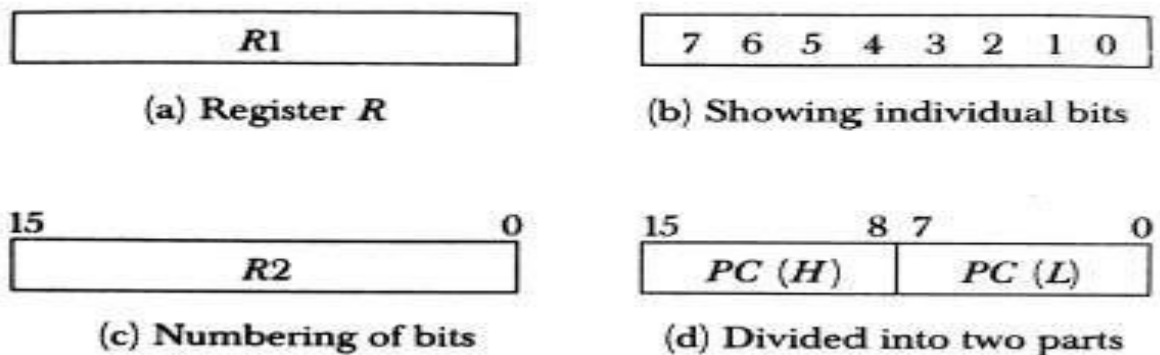 R1
7 6 5 4 3 2 1 0
(a) Register R
(b) Showing individual bits
15 0
15 8 7 0
R2
PC (H) PC (L)
(c) Numbering of bits
(d) Divided into two parts